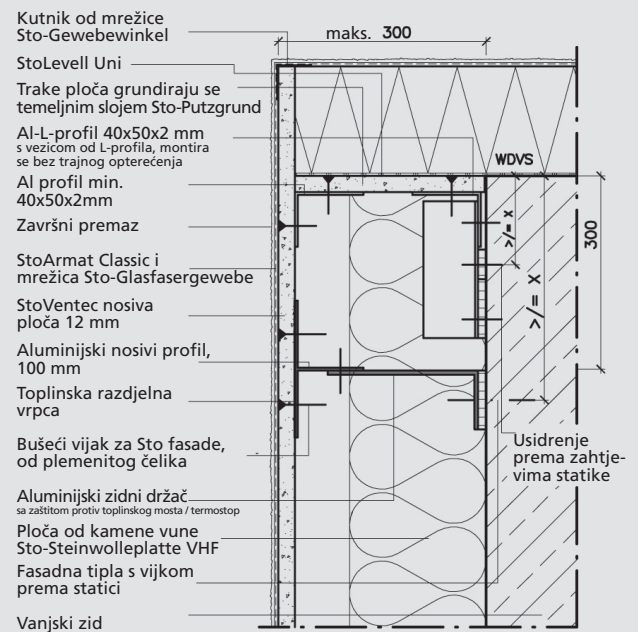 Kutnik od mrežice
Sto-Gewebewinkel
StoLevell Uni
Trake ploča grundiraju se
temeljnim slojem Sto-Putzgrund
Al-L-profil 40x50x2 mm
s vezicom od L-profila, montira
se bez trajnog opterećenja
Al profil min.
40x50x2mm
Završni premaz
StoArmat Classic i
mrežica Sto-Glasfasergewebe
StoVentec nosiva
ploča 12 mm
Aluminijski nosivi profil,
100 mm
Toplinska razdjelna
vrpca
Bušeći vijak za Sto fasade,
od plemenitog čelika
Aluminijski zidni držač
sa zaštitom protiv toplinskog mosta / termostop
Ploča od kamene vune
Sto-Steinwolleplatte VHF
Fasadna tipla s vijkom
prema statici
Vanjski zid
maks. 300
WDVS
>/= x
>/= X
300
Usidrenje
prema zahtje-
vima statike